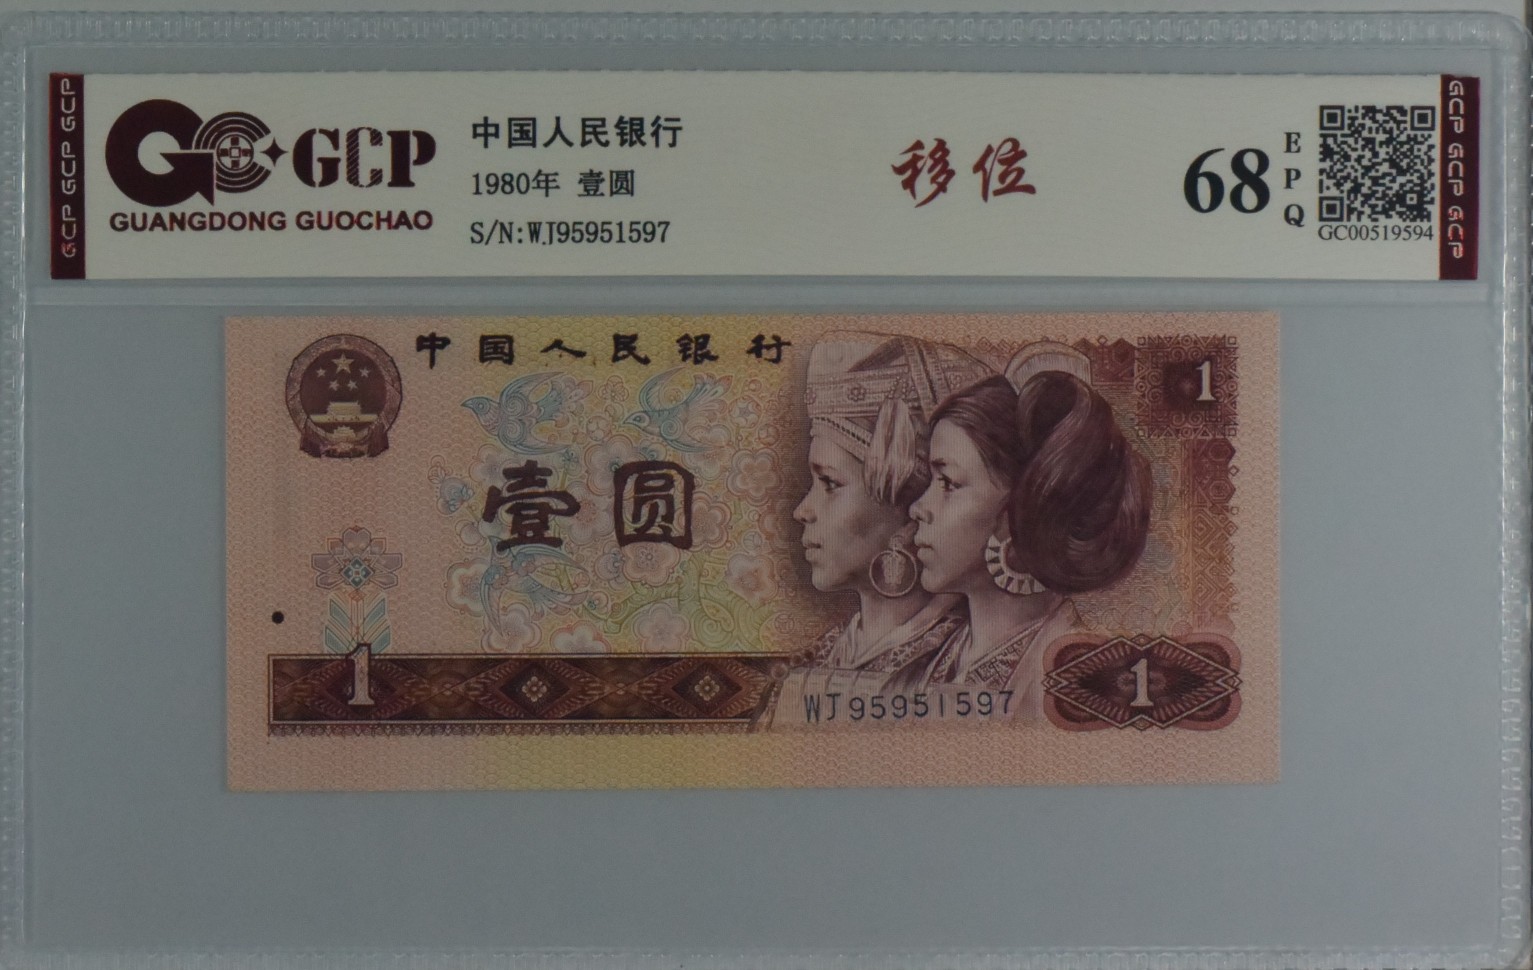 GCP GCP GCP
GCP
GUANGDONG GUOCHAO
中国人民银行
1980年 壹圆
S/N:WJ95951597
移位
68
EPQ
GC00519594
GCP GCP GCP
中国人民银行
1
壹圆
1
WJ95951597
1